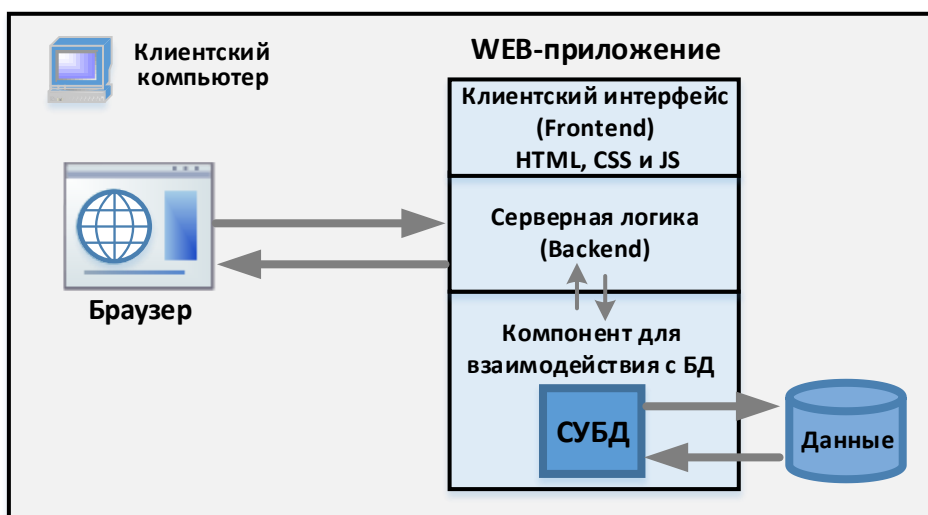 Клиентский
компьютер
WEB-приложение
Клиентский интерфейс
(Frontend)
HTML, CSS и JS
Серверная логика
(Backend)
Браузер
Компонент для
взаимодействия с БД
СУБД
Данные